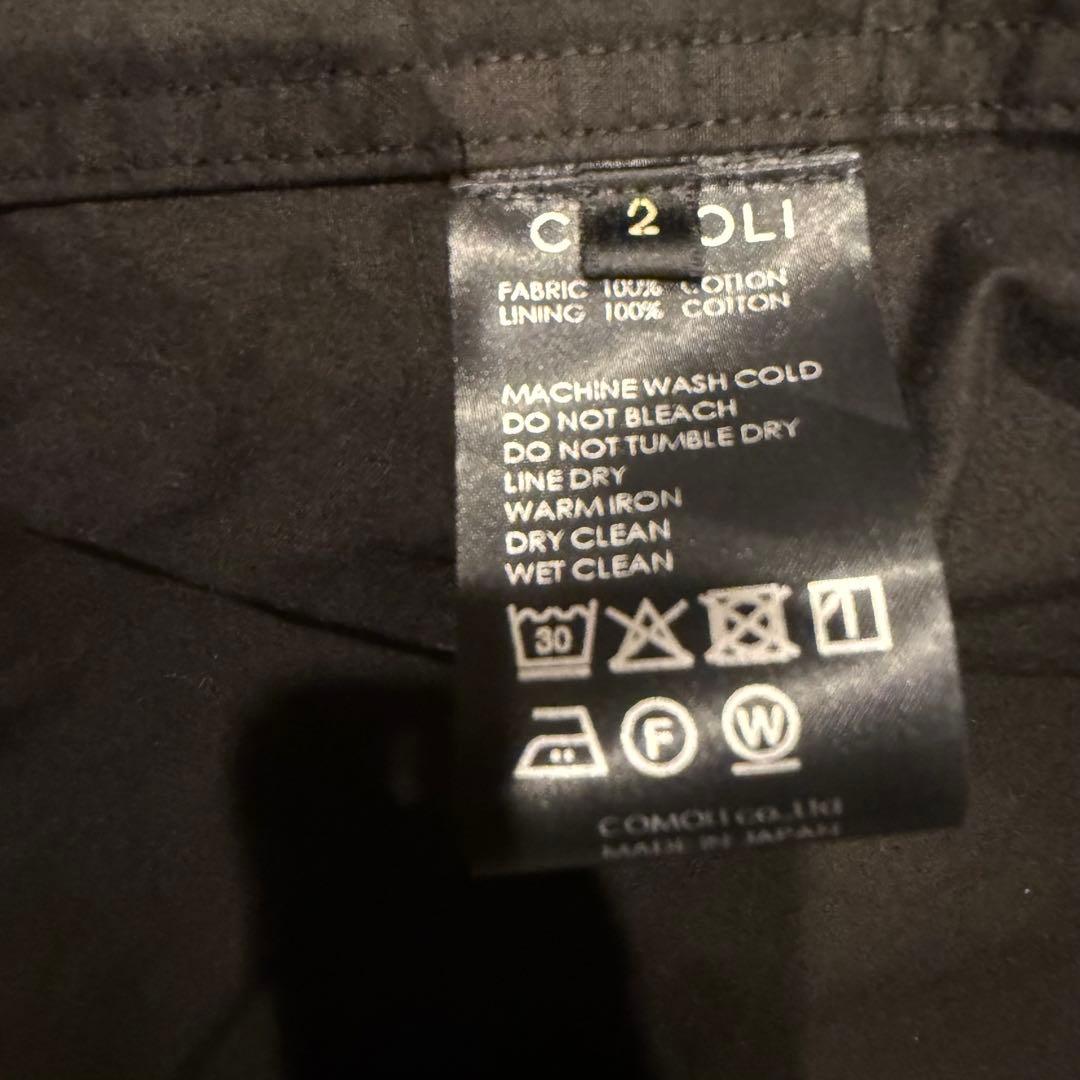 2
COMOLI
FABRIC 100% COTTON
LINING 100% COTTON
MACHINE WASH COLD
DO NOT BLEACH
DO NOT TUMBLE DRY
LINE DRY
WARM IRON
DRY CLEAN
WET CLEAN
30
F W
COMOLI co.,Ltd
MADE IN JAPAN